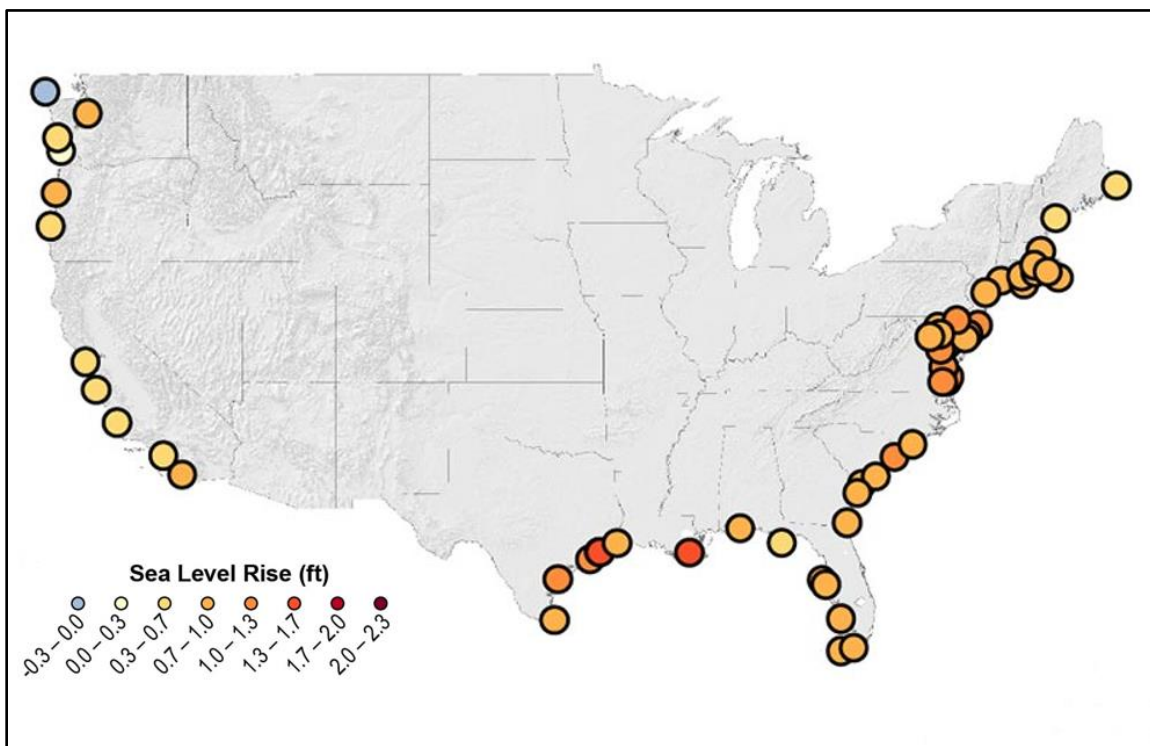 Sea Level Rise (ft)
-0.3 – 0.0
0.0 – 0.3
0.3 – 0.7
0.7 – 1.0
1.0 – 1.3
1.3 – 1.7
1.7 – 2.0
2.0 – 2.3